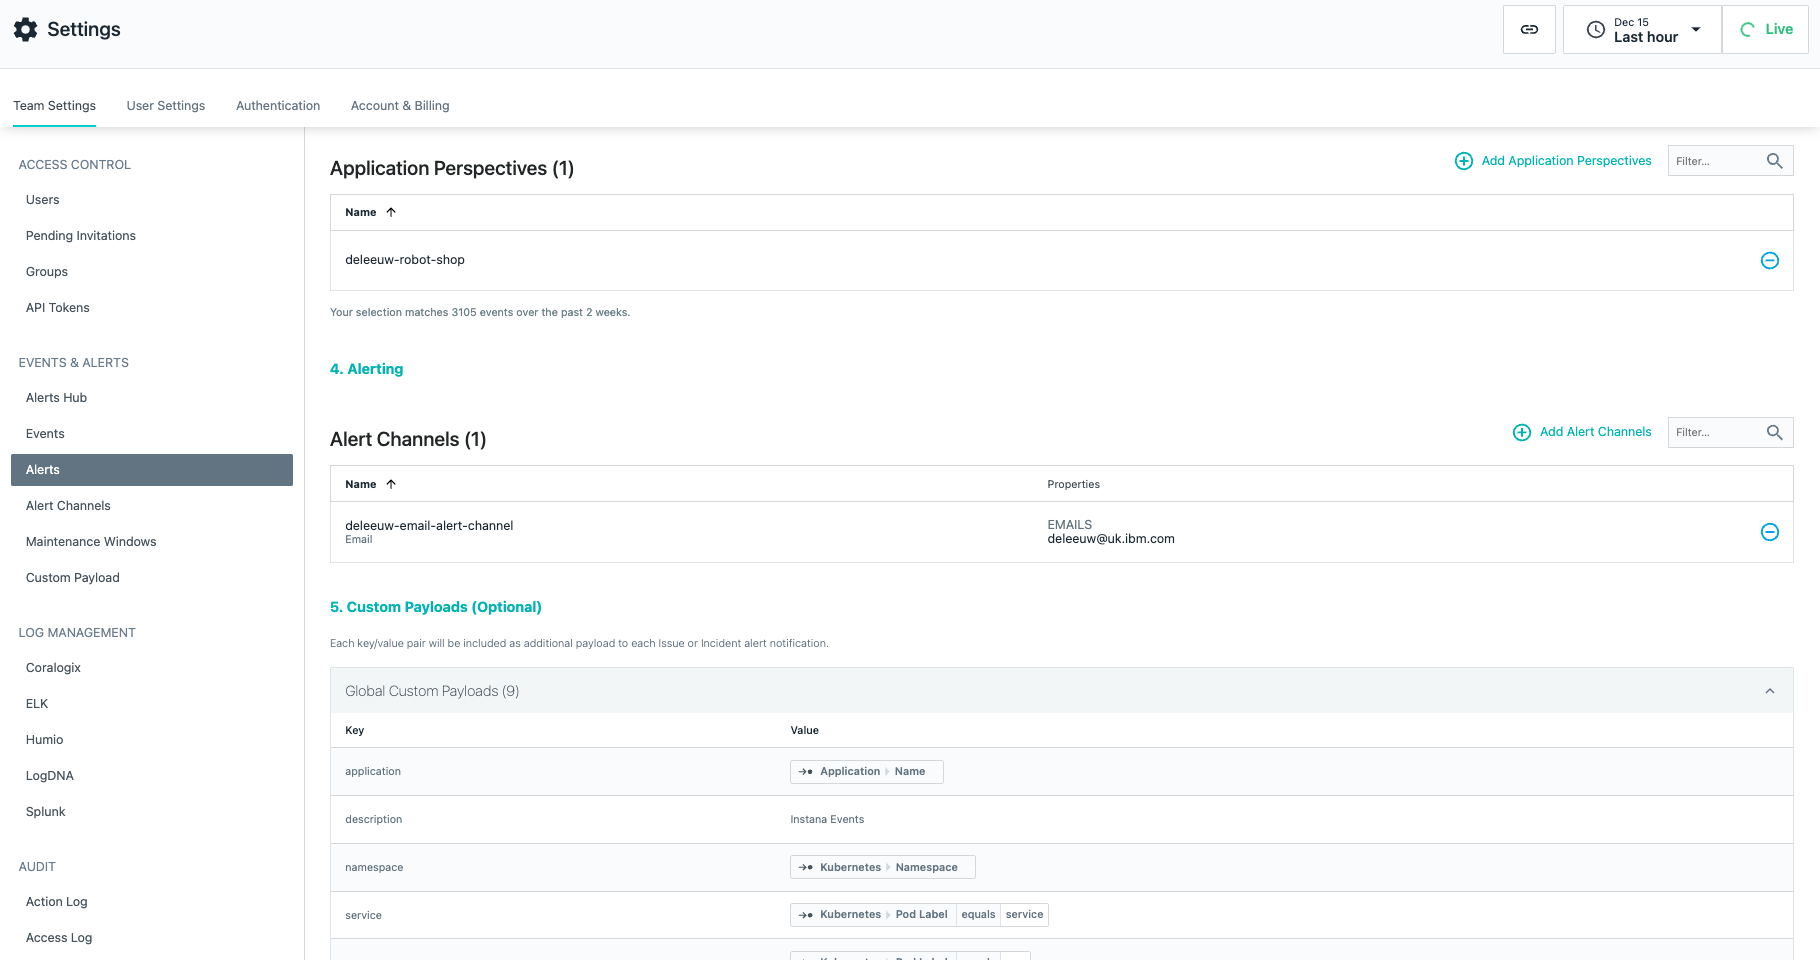 Settings
Dec 15
Last hour
Live
Team Settings
User Settings
Authentication
Account & Billing
ACCESS CONTROL
Users
Pending Invitations
Groups
API Tokens
EVENTS & ALERTS
Alerts Hub
Events
Alerts
Alert Channels
Maintenance Windows
Custom Payload
LOG MANAGEMENT
Coralogix
ELK
Humio
LogDNA
Splunk
AUDIT
Action Log
Access Log
Application Perspectives (1)
Add Application Perspectives
Filter...
Name
deleeuw-robot-shop
Your selection matches 3105 events over the past 2 weeks.
4. Alerting
Alert Channels (1)
Add Alert Channels
Filter...
Name
Properties
deleeuw-email-alert-channel
Email
EMAILS
deleeuw@uk.ibm.com
5. Custom Payloads (Optional)
Each key/value pair will be included as additional payload to each Issue or Incident alert notification.
Global Custom Payloads (9)
Key Value
application Application Name
description Instana Events
namespace Kubernetes Namespace
service Kubernetes Pod Label equals service